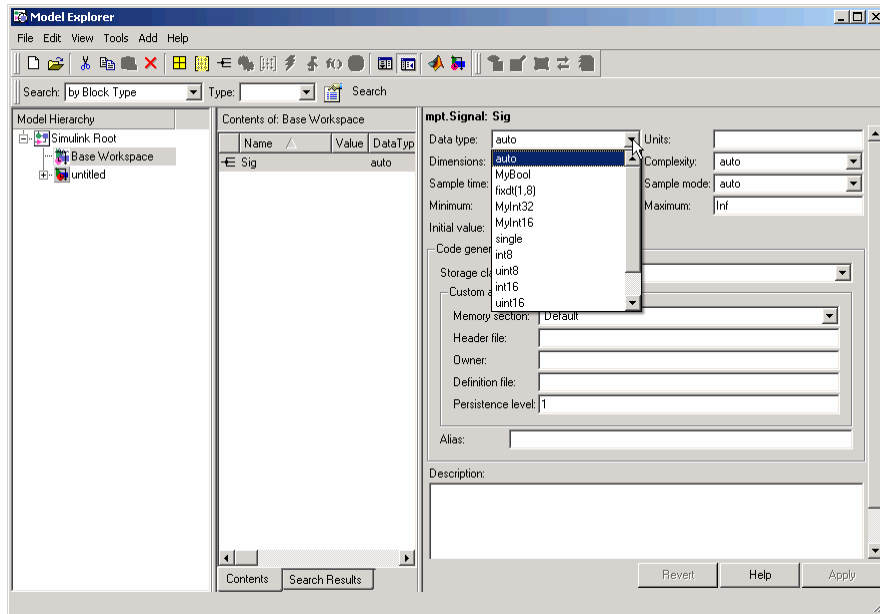 Model Explorer
File Edit View Tools Add Help
Search: by Block Type Type: Search
Model Hierarchy
Simulink Root
Base Workspace
untitled
Contents of: Base Workspace
Name Value DataTyp
Sig auto
Contents Search Results
mpt.Signal: Sig
Data type: auto Units:
Dimensions: Complexity: auto
Sample time: Sample mode: auto
Minimum: Maximum: Inf
Initial value:
auto
MyBool
fixdt(1,8)
MyInt32
MyInt16
single
int8
uint8
int16
uint16
Code gener
Storage cla
Custom a
Memory section: Default
Header file:
Owner:
Definition file:
Persistence level: 1
Alias:
Description:
Revert Help Apply